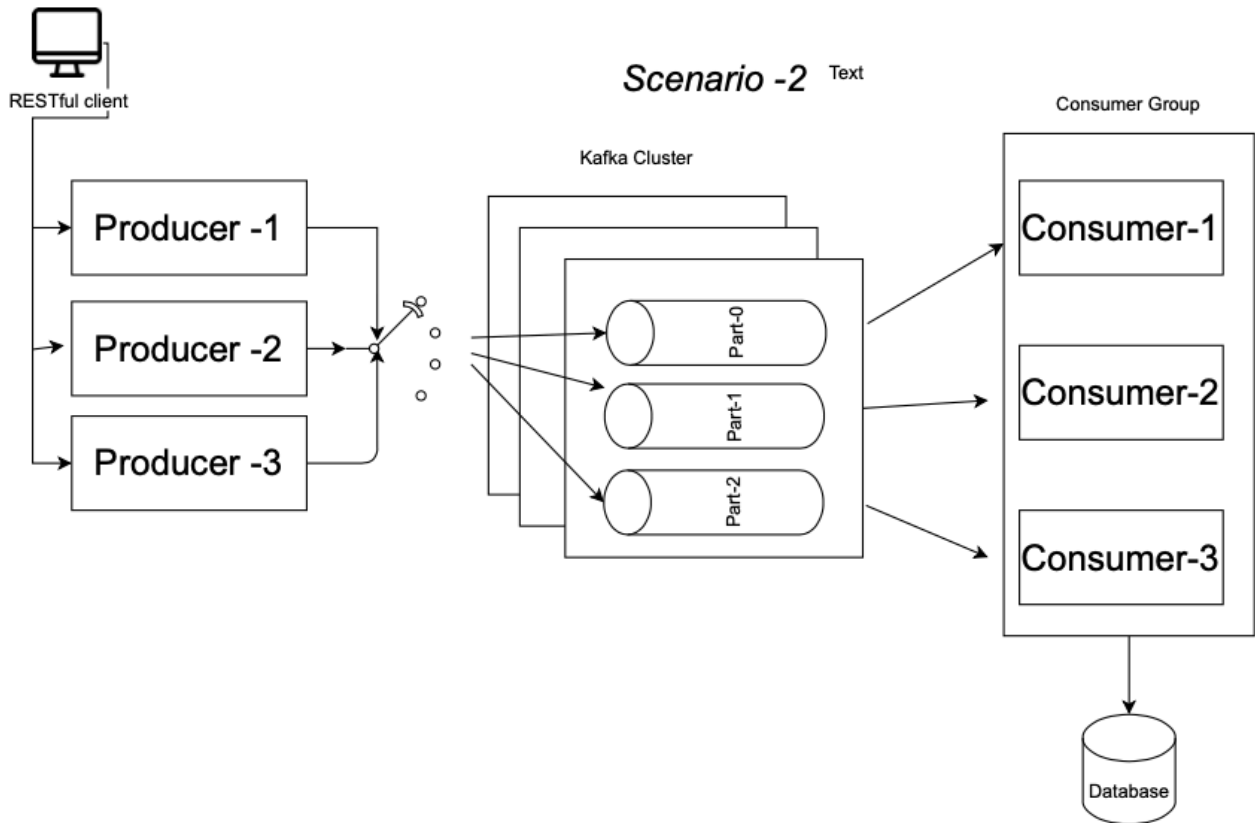 RESTful client
Scenario -2
Text
Consumer Group
Kafka Cluster
Producer -1
Producer -2
Producer -3
Part-0
Part-1
Part-2
Consumer-1
Consumer-2
Consumer-3
Database